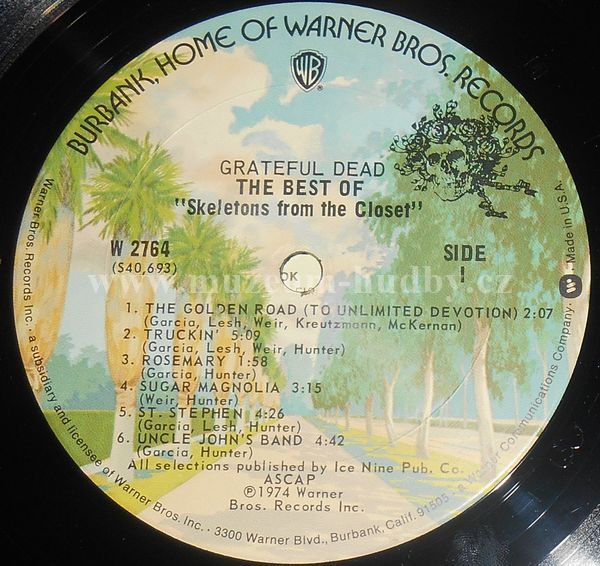 BURBANK, HOME OF WARNER BROS. RECORDS
WB
®
GRATEFUL DEAD
THE BEST OF
"Skeletons from the Closet"
W 2764
(S40,693)
SIDE
1
OK
www.muzeum-hudby.cz
1. THE GOLDEN ROAD (TO UNLIMITED DEVOTION) 2:07
(Garcia, Lesh, Weir, Kreutzmann, McKernan)
2. TRUCKIN' 5:09
(Garcia, Lesh, Weir, Hunter)
3. ROSEMARY 1:58
(Garcia, Hunter)
4. SUGAR MAGNOLIA 3:15
(Weir, Hunter)
5. ST. STEPHEN 4:26
(Garcia, Lesh, Hunter)
6. UNCLE JOHN'S BAND 4:42
(Garcia, Hunter)
All selections published by Ice Nine Pub. Co.
ASCAP
℗1974 Warner
Bros. Records Inc.
Warner Bros. Records Inc. · a subsidiary and licensee of Warner Bros. Inc. · 3300 Warner Blvd., Burbank, Calif. 91505 · A Warner Communications Company · Made in U.S.A.